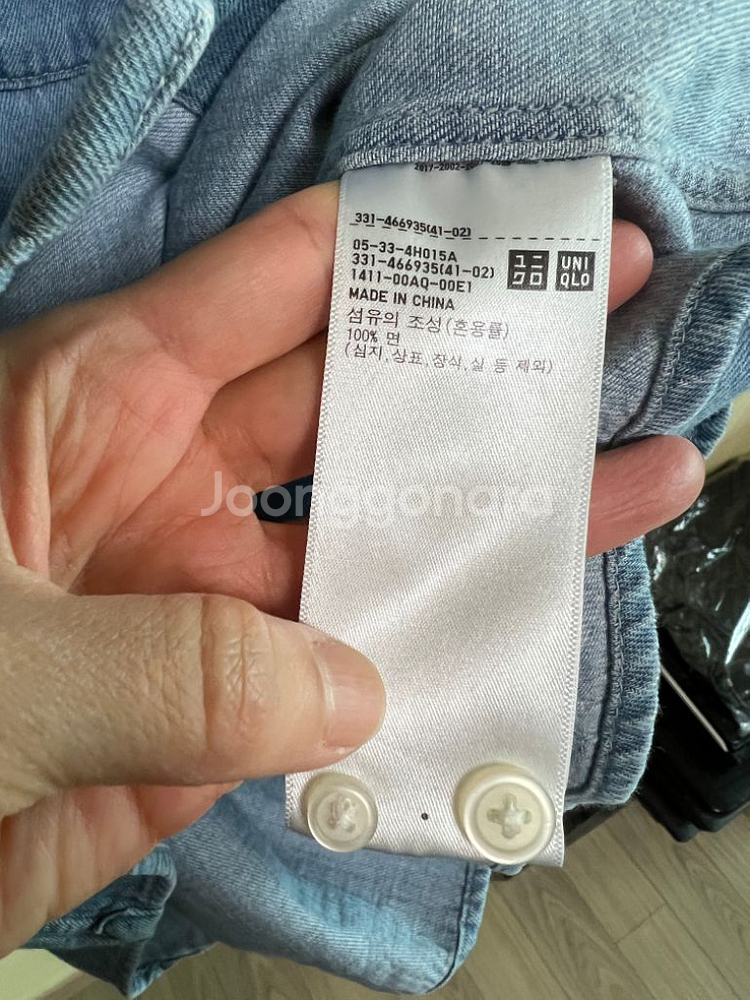 331-466935(41-02)
05-33-4H015A
331-466935(41-02)
1411-00AQ-00E1
MADE IN CHINA
섬유의 조성(혼용률)
100% 면
(심지,상표,장식,실 등 제외)
ユニ
クロ
UNI
QLO
Joonggonara